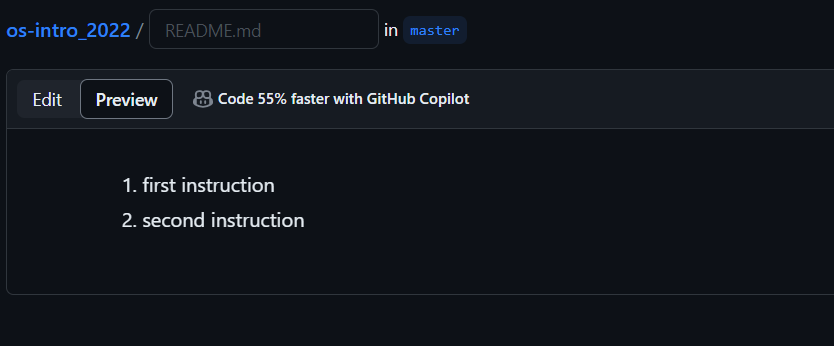 os-intro_2022 / README.md in master
Edit Preview Code 55% faster with GitHub Copilot
1. first instruction
2. second instruction